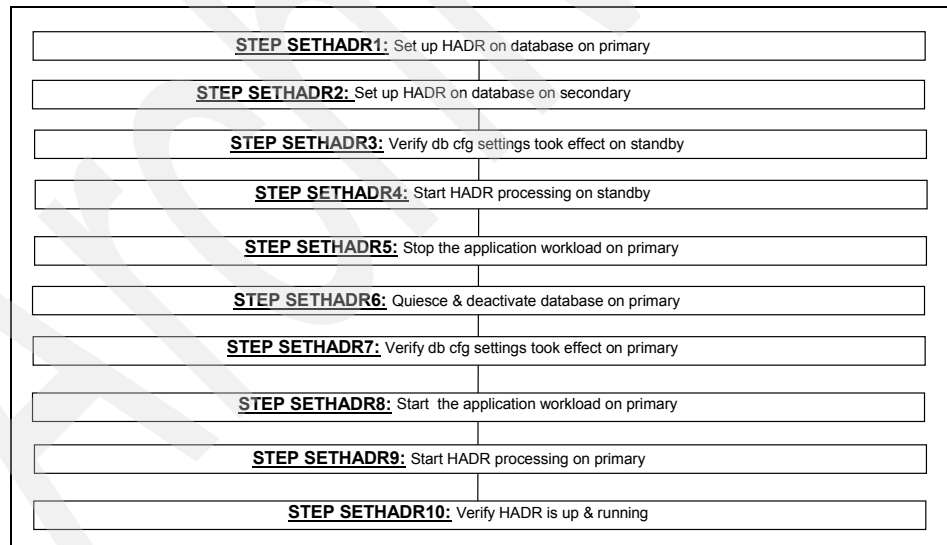 STEP SETHADR1: Set up HADR on database on primary
STEP SETHADR2: Set up HADR on database on secondary
STEP SETHADR3: Verify db cfg settings took effect on standby
STEP SETHADR4: Start HADR processing on standby
STEP SETHADR5: Stop the application workload on primary
STEP SETHADR6: Quiesce & deactivate database on primary
STEP SETHADR7: Verify db cfg settings took effect on primary
STEP SETHADR8: Start the application workload on primary
STEP SETHADR9: Start HADR processing on primary
STEP SETHADR10: Verify HADR is up & running